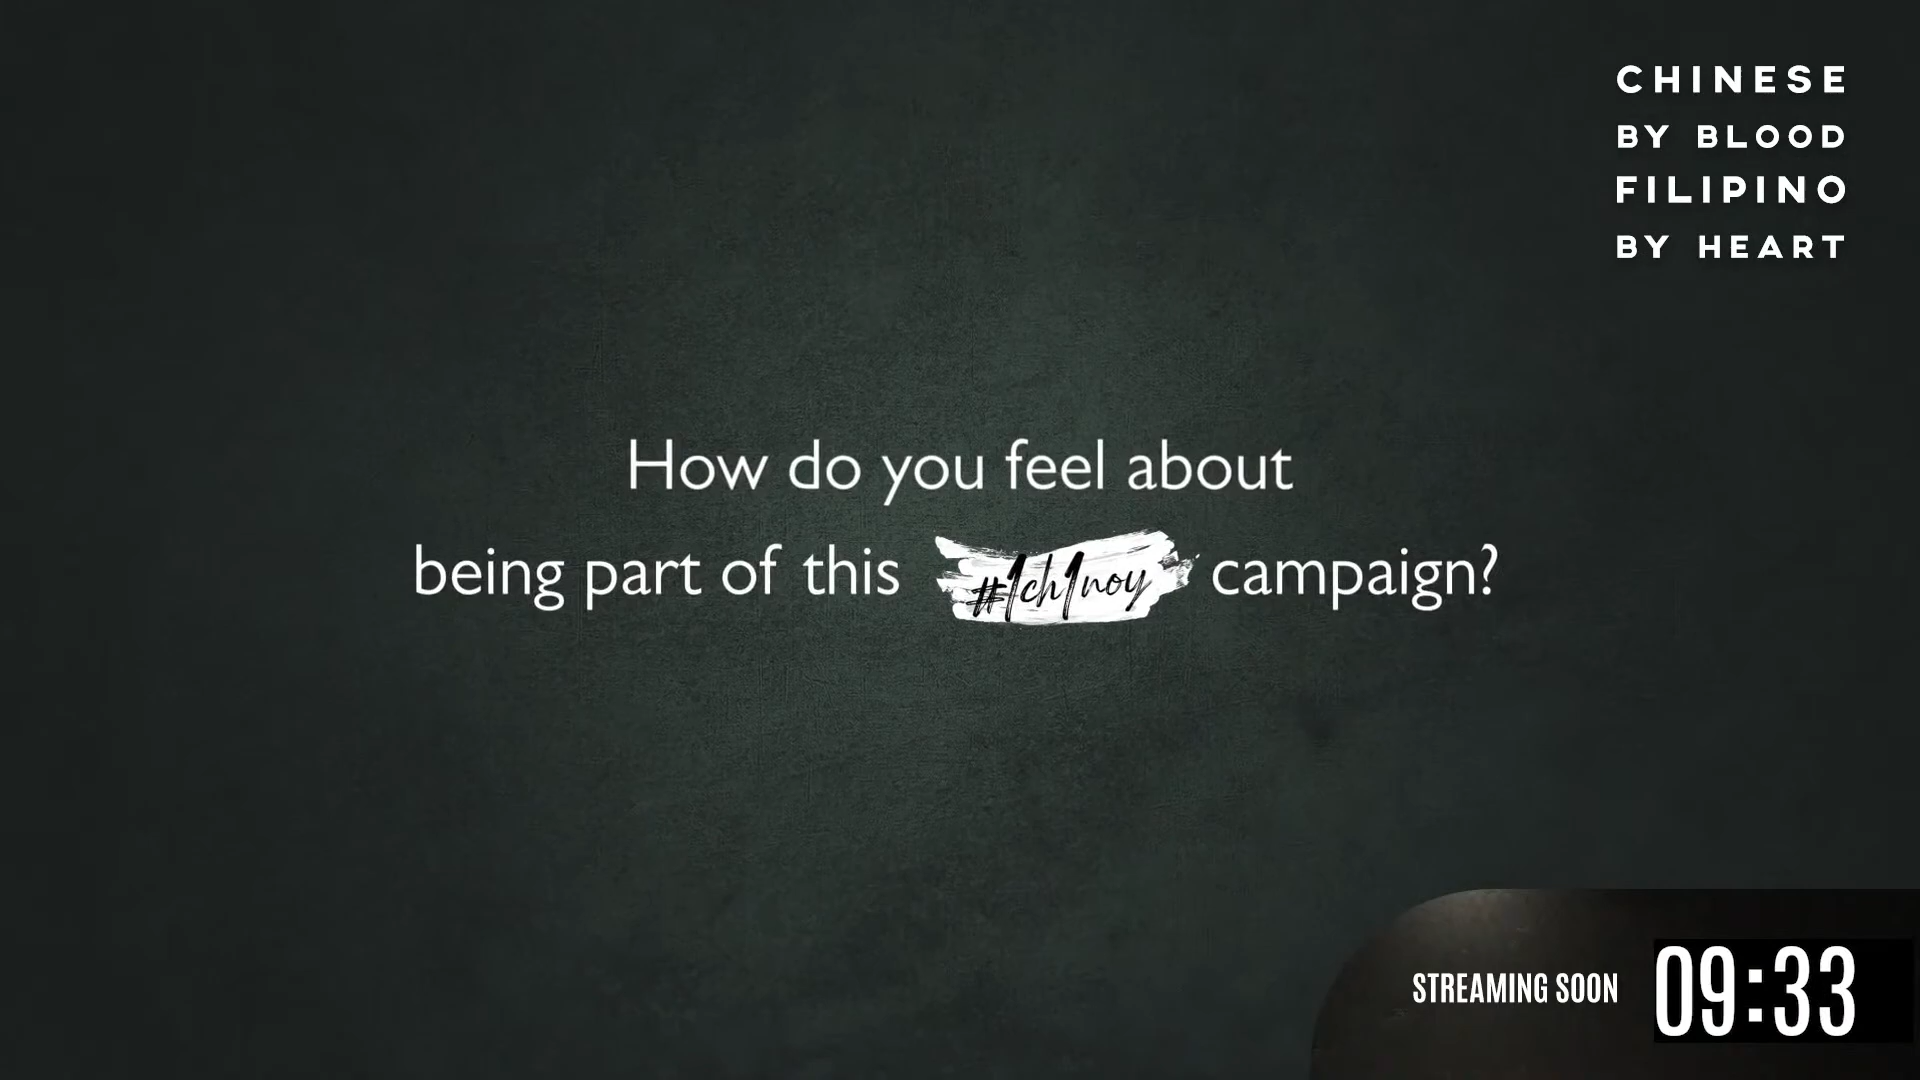 CHINESE
BY BLOOD
FILIPINO
BY HEART
How do you feel about
being part of this #1ch1noy campaign?
STREAMING SOON 09:33